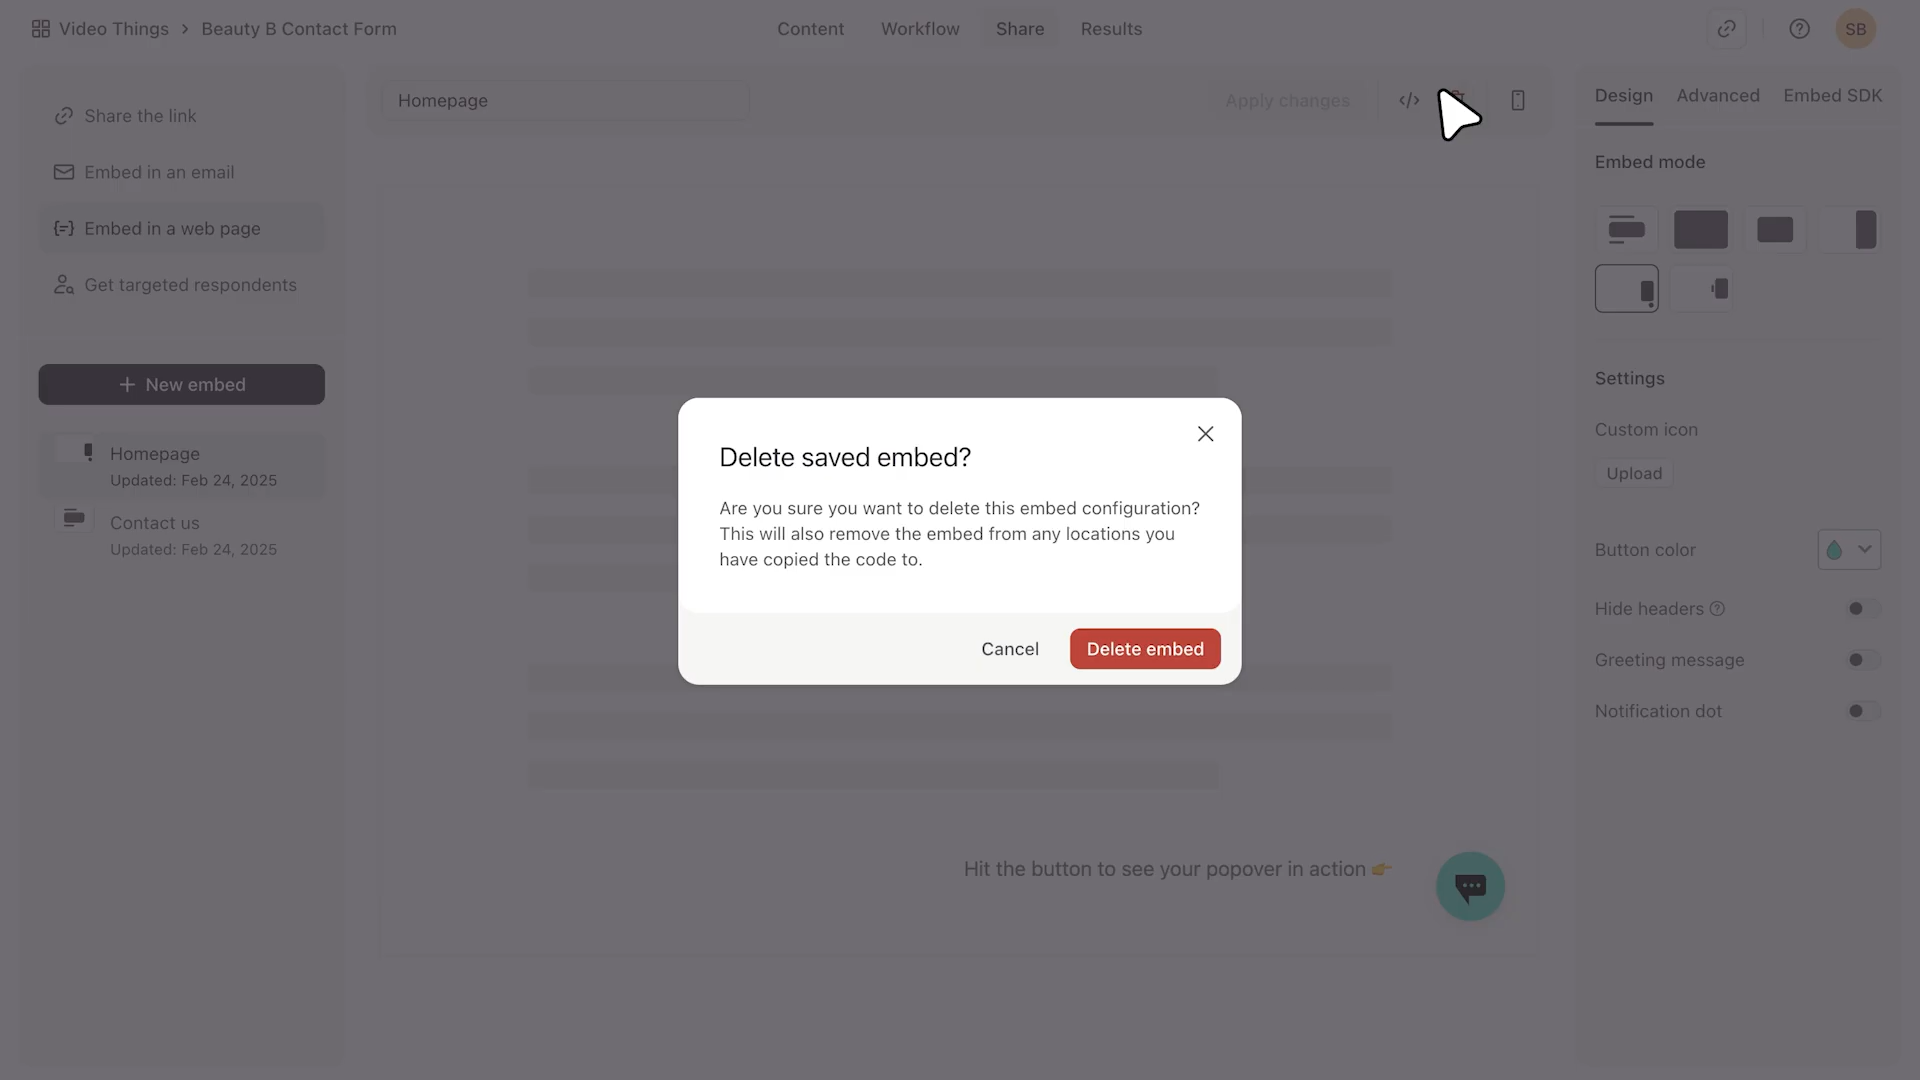 Video Things > Beauty B Contact Form
Content
Workflow
Share
Results
SB
Share the link
Embed in an email
Embed in a web page
Get targeted respondents
+ New embed
Homepage
Updated: Feb 24, 2025
Contact us
Updated: Feb 24, 2025
Homepage
Apply changes
</>
Delete saved embed?
Are you sure you want to delete this embed configuration?
This will also remove the embed from any locations you
have copied the code to.
Cancel
Delete embed
Hit the button to see your popover in action 👉
Design
Advanced
Embed SDK
Embed mode
Settings
Custom icon
Upload
Button color
Hide headers
Greeting message
Notification dot